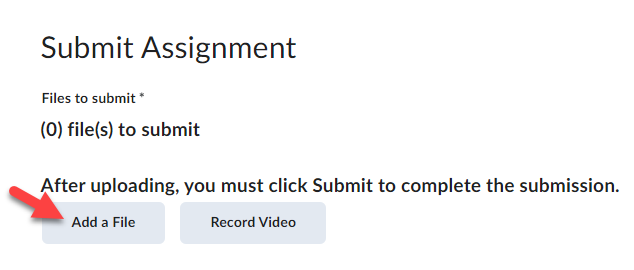 Submit Assignment
Files to submit *
(0) file(s) to submit
After uploading, you must click Submit to complete the submission.
Add a File
Record Video